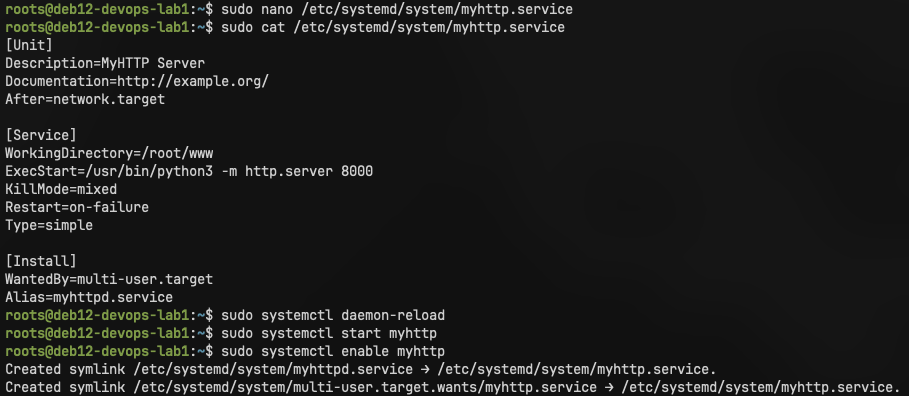 roots@deb12-devops-lab1:~$ sudo nano /etc/systemd/system/myhttp.service
roots@deb12-devops-lab1:~$ sudo cat /etc/systemd/system/myhttp.service
[Unit]
Description=MyHTTP Server
Documentation=http://example.org/
After=network.target

[Service]
WorkingDirectory=/root/www
ExecStart=/usr/bin/python3 -m http.server 8000
KillMode=mixed
Restart=on-failure
Type=simple

[Install]
WantedBy=multi-user.target
Alias=myhttpd.service
roots@deb12-devops-lab1:~$ sudo systemctl daemon-reload
roots@deb12-devops-lab1:~$ sudo systemctl start myhttp
roots@deb12-devops-lab1:~$ sudo systemctl enable myhttp
Created symlink /etc/systemd/system/myhttpd.service → /etc/systemd/system/myhttp.service.
Created symlink /etc/systemd/system/multi-user.target.wants/myhttp.service → /etc/systemd/system/myhttp.service.